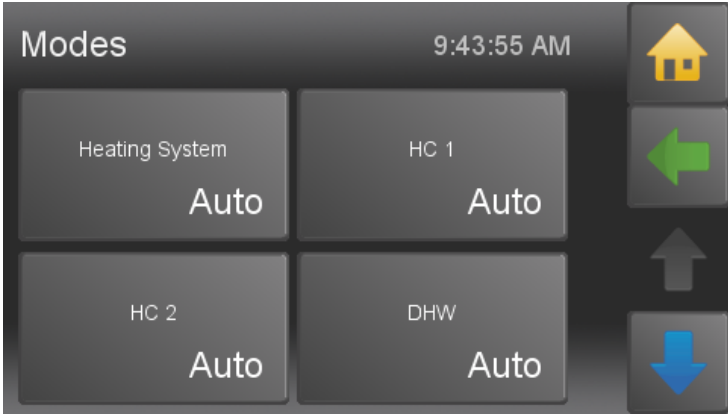 Modes
9:43:55 AM
Heating System
Auto
HC 1
Auto
HC 2
Auto
DHW
Auto